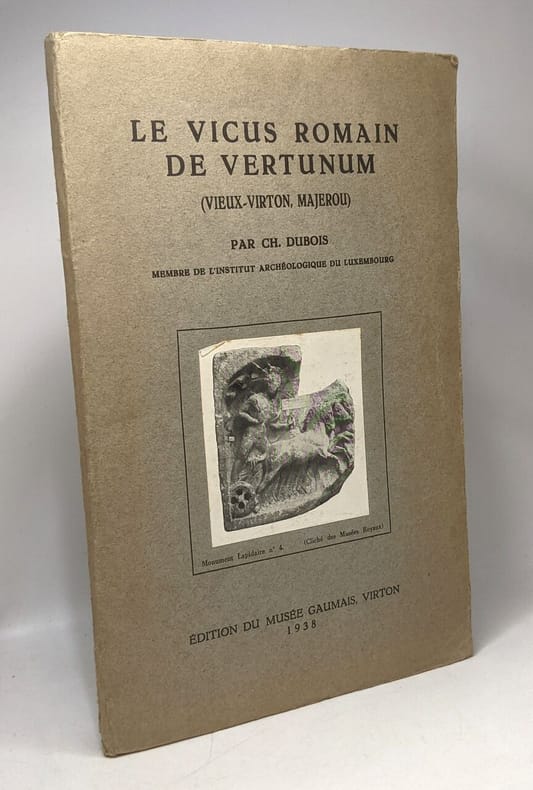 LE VICUS ROMAIN
DE VERTUNUM
(VIEUX-VIRTON, MAJEROU)
PAR CH. DUBOIS
MEMBRE DE L'INSTITUT ARCHÉOLOGIQUE DU LUXEMBOURG
Monument Lapidaire n° 4. (Cliché des Musées Royaux)
ÉDITION DU MUSÉE GAUMAIS, VIRTON
1938